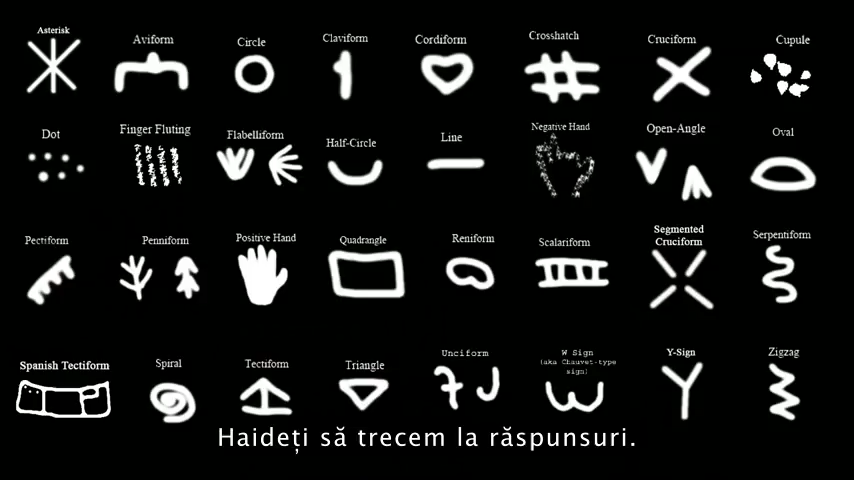 Asterisk
Aviform
Circle
Claviform
Cordiform
Crosshatch
Cruciform
Cupule
Dot
Finger Fluting
Flabelliform
Half-Circle
Line
Negative Hand
Open-Angle
Oval
Pectiform
Penniform
Positive Hand
Quadrangle
Reniform
Scalariform
Segmented
Cruciform
Serpentiform
Spanish Tectiform
Spiral
Tectiform
Triangle
Unciform
W Sign
(aka Chauvet-type
sign)
Y-Sign
Zigzag
Haideți să trecem la răspunsuri.